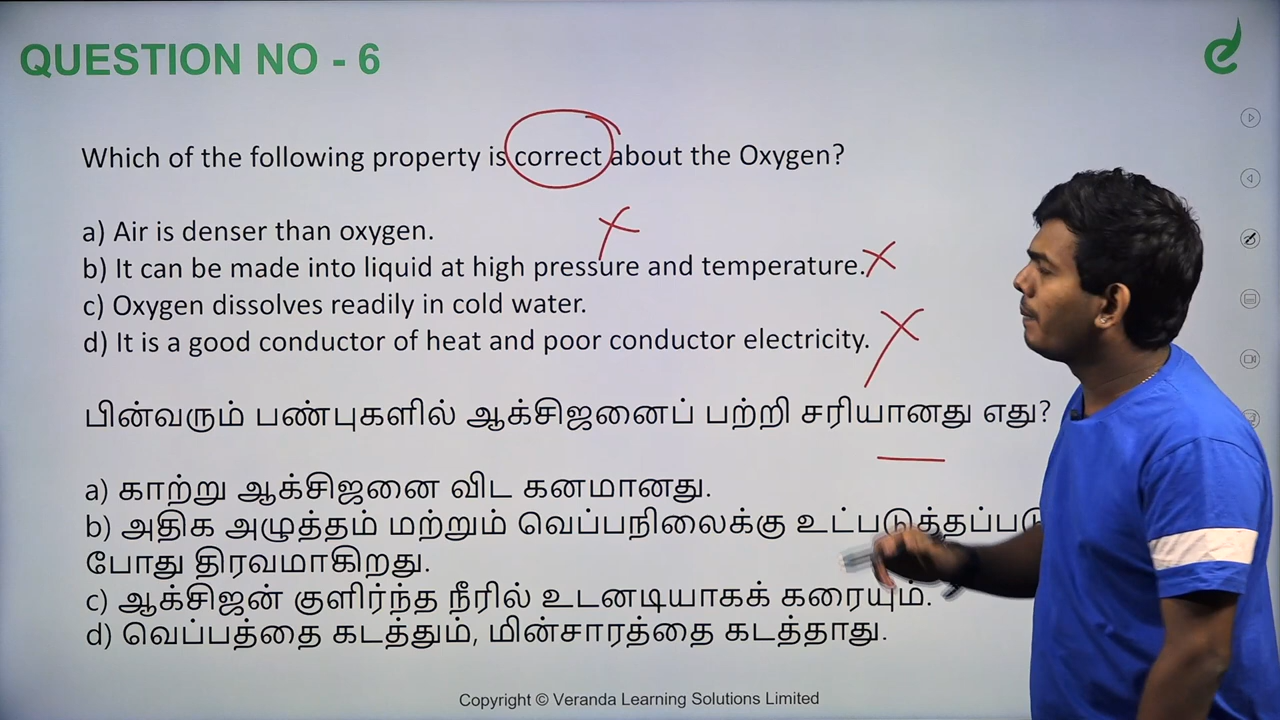 QUESTION NO - 6
Which of the following property is correct about the Oxygen?
a) Air is denser than oxygen.
b) It can be made into liquid at high pressure and temperature.
c) Oxygen dissolves readily in cold water.
d) It is a good conductor of heat and poor conductor electricity.
பின்வரும் பண்புகளில் ஆக்சிஜனைப் பற்றி சரியானது எது?
a) காற்று ஆக்சிஜனை விட கனமானது.
b) அதிக அழுத்தம் மற்றும் வெப்பநிலைக்கு
போது திரவமாகிறது.
c) ஆக்சிஜன் குளிர்ந்த நீரில் உடனடியாகக் கரையும்.
d) வெப்பத்தை கடத்தும், மின்சாரத்தை கடத்தாது.
Copyright © Veranda Learning Solutions Limited